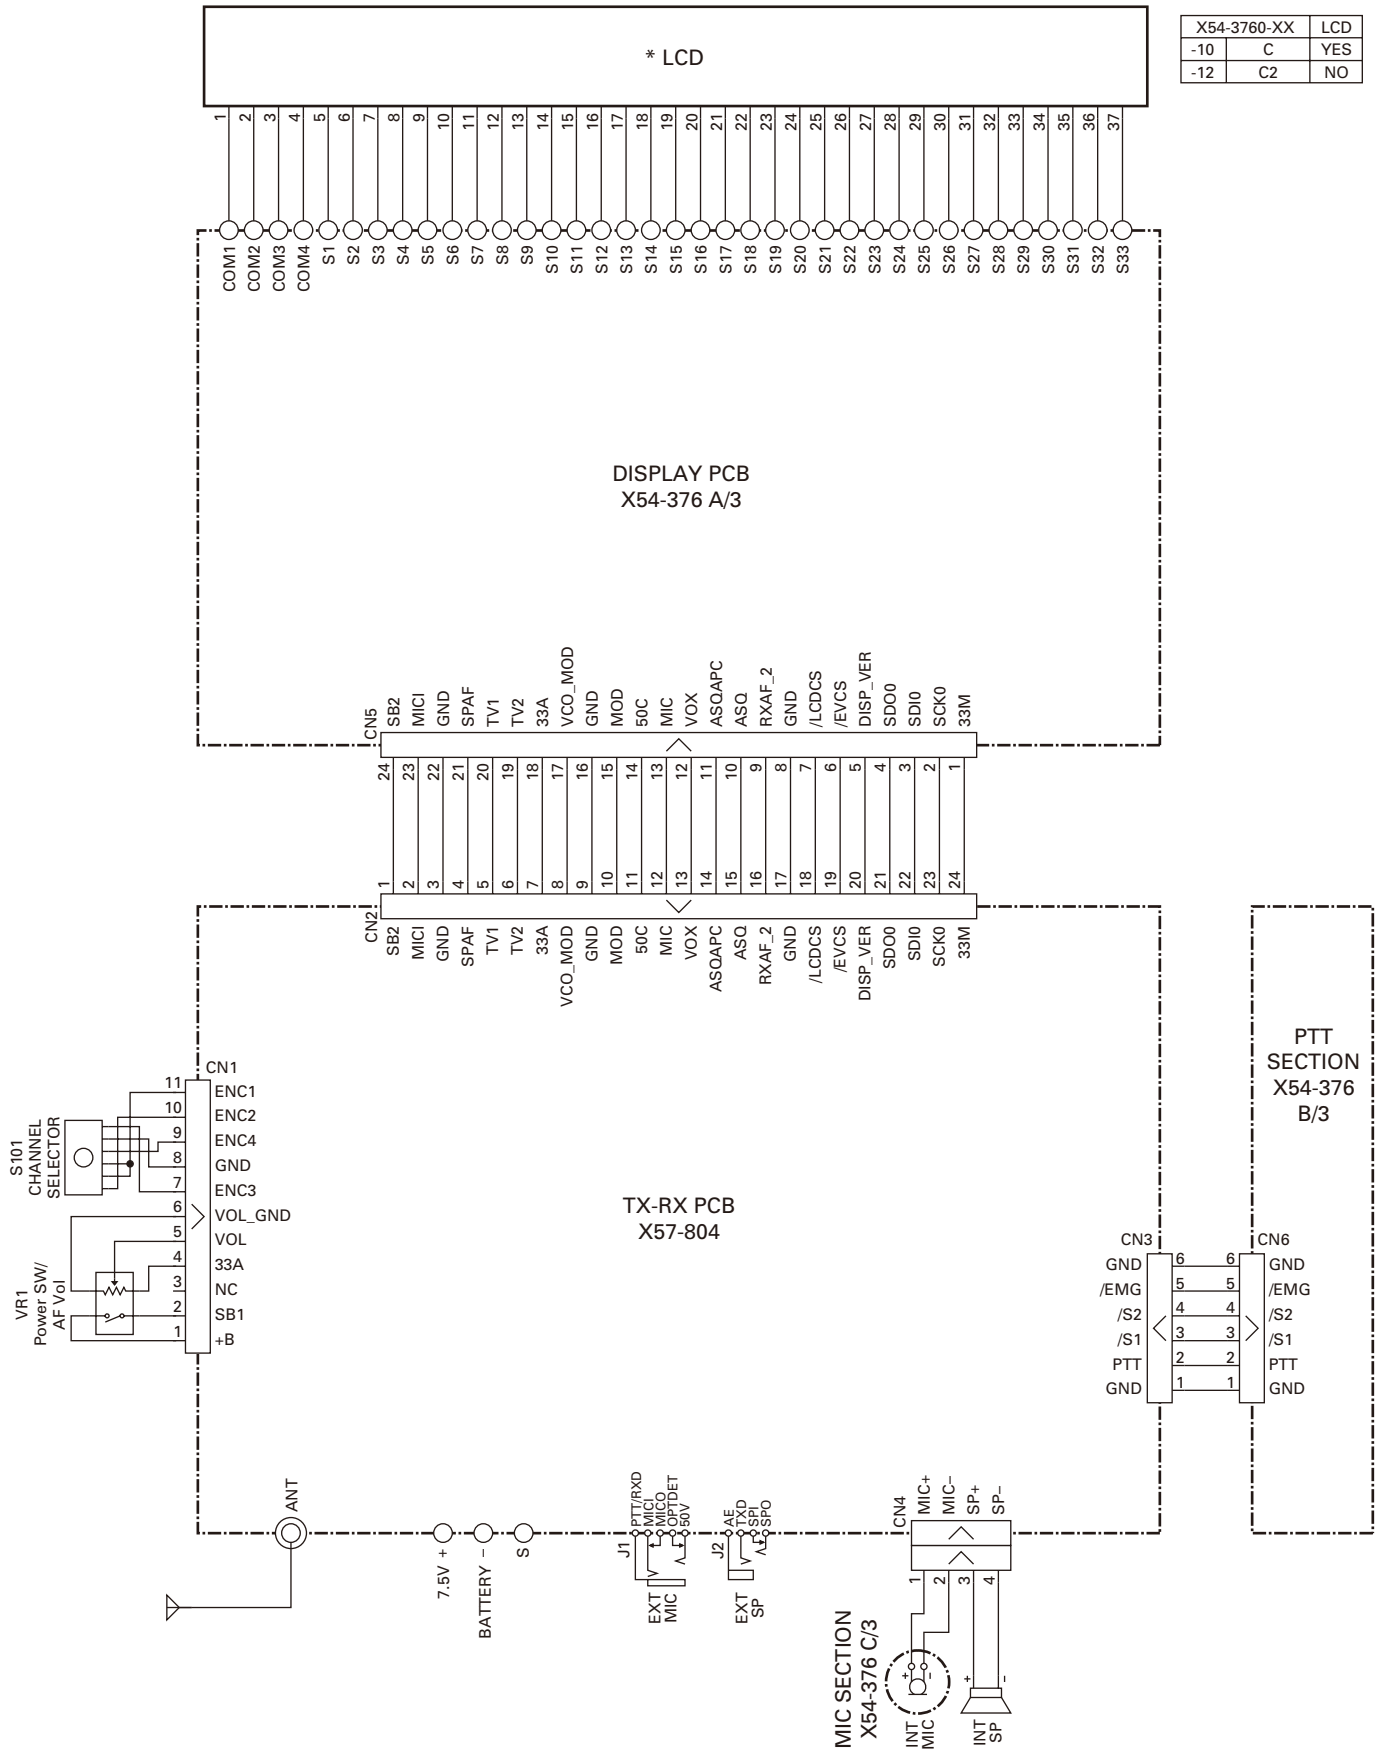 * LCD
X54-3760-XX LCD
-10 C YES
-12 C2 NO
1 2 3 4 5 6 7 8 9 10 11 12 13 14 15 16 17 18 19 20 21 22 23 24 25 26 27 28 29 30 31 32 33 34 35 36 37
COM1 COM2 COM3 COM4 S1 S2 S3 S4 S5 S6 S7 S8 S9 S10 S11 S12 S13 S14 S15 S16 S17 S18 S19 S20 S21 S22 S23 S24 S25 S26 S27 S28 S29 S30 S31 S32 S33
DISPLAY PCB
X54-376 A/3
CN5
SB2 MICI GND SPAF TV1 TV2 33A VCO_MOD GND MOD 50C MIC VOX ASQAPC ASQ RXAF_2 GND /LCDCS /EVCS DISP_VER SDO0 SDI0 SCK0 33M
24 23 22 21 20 19 18 17 16 15 14 13 12 11 10 9 8 7 6 5 4 3 2 1
1 2 3 4 5 6 7 8 9 10 11 12 13 14 15 16 17 18 19 20 21 22 23 24
CN2
SB2 MICI GND SPAF TV1 TV2 33A VCO_MOD GND MOD 50C MIC VOX ASQAPC ASQ RXAF_2 GND /LCDCS /EVCS DISP_VER SDO0 SDI0 SCK0 33M
PTT
SECTION
X54-376
B/3
CN1
11 ENC1
10 ENC2
9 ENC4
8 GND
7 ENC3
6 VOL_GND
5 VOL
4 33A
3 NC
2 SB1
1 +B
S101
CHANNEL
SELECTOR
VR1
Power SW/
AF Vol
TX-RX PCB
X57-804
CN3 CN6
GND 6 6 GND
/EMG 5 5 /EMG
/S2 4 4 /S2
/S1 3 3 /S1
PTT 2 2 PTT
GND 1 1 GND
ANT
7.5V +
BATTERY –
S
PTT/RXD
MICI
MICO
OPTDET
50V
J1
EXT
MIC
AE
TXD
SPI
SPO
J2
EXT
SP
CN4
MIC+
MIC–
SP+
SP–
1 2 3 4
MIC SECTION
X54-376 C/3
+ –
INT
MIC
+ –
INT
SP